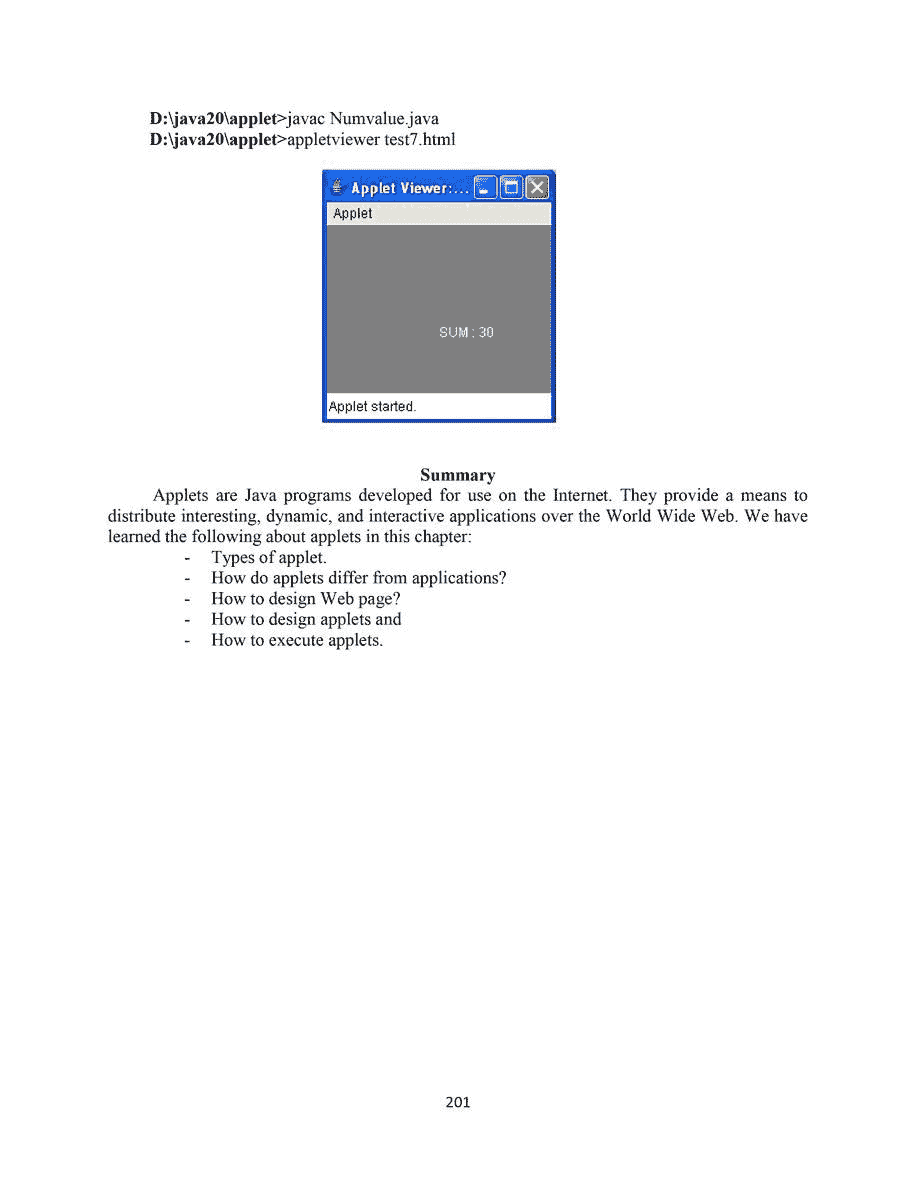 D:\java20\applet>javac Numvalue.java
D:\java20\applet>appletviewer test7.html
Applet Viewer:...
Applet
SUM : 30
Applet started.
Summary
Applets are Java programs developed for use on the Internet. They provide a means to
distribute interesting, dynamic, and interactive applications over the World Wide Web. We have
learned the following about applets in this chapter:
- Types of applet.
- How do applets differ from applications?
- How to design Web page?
- How to design applets and
- How to execute applets.
201